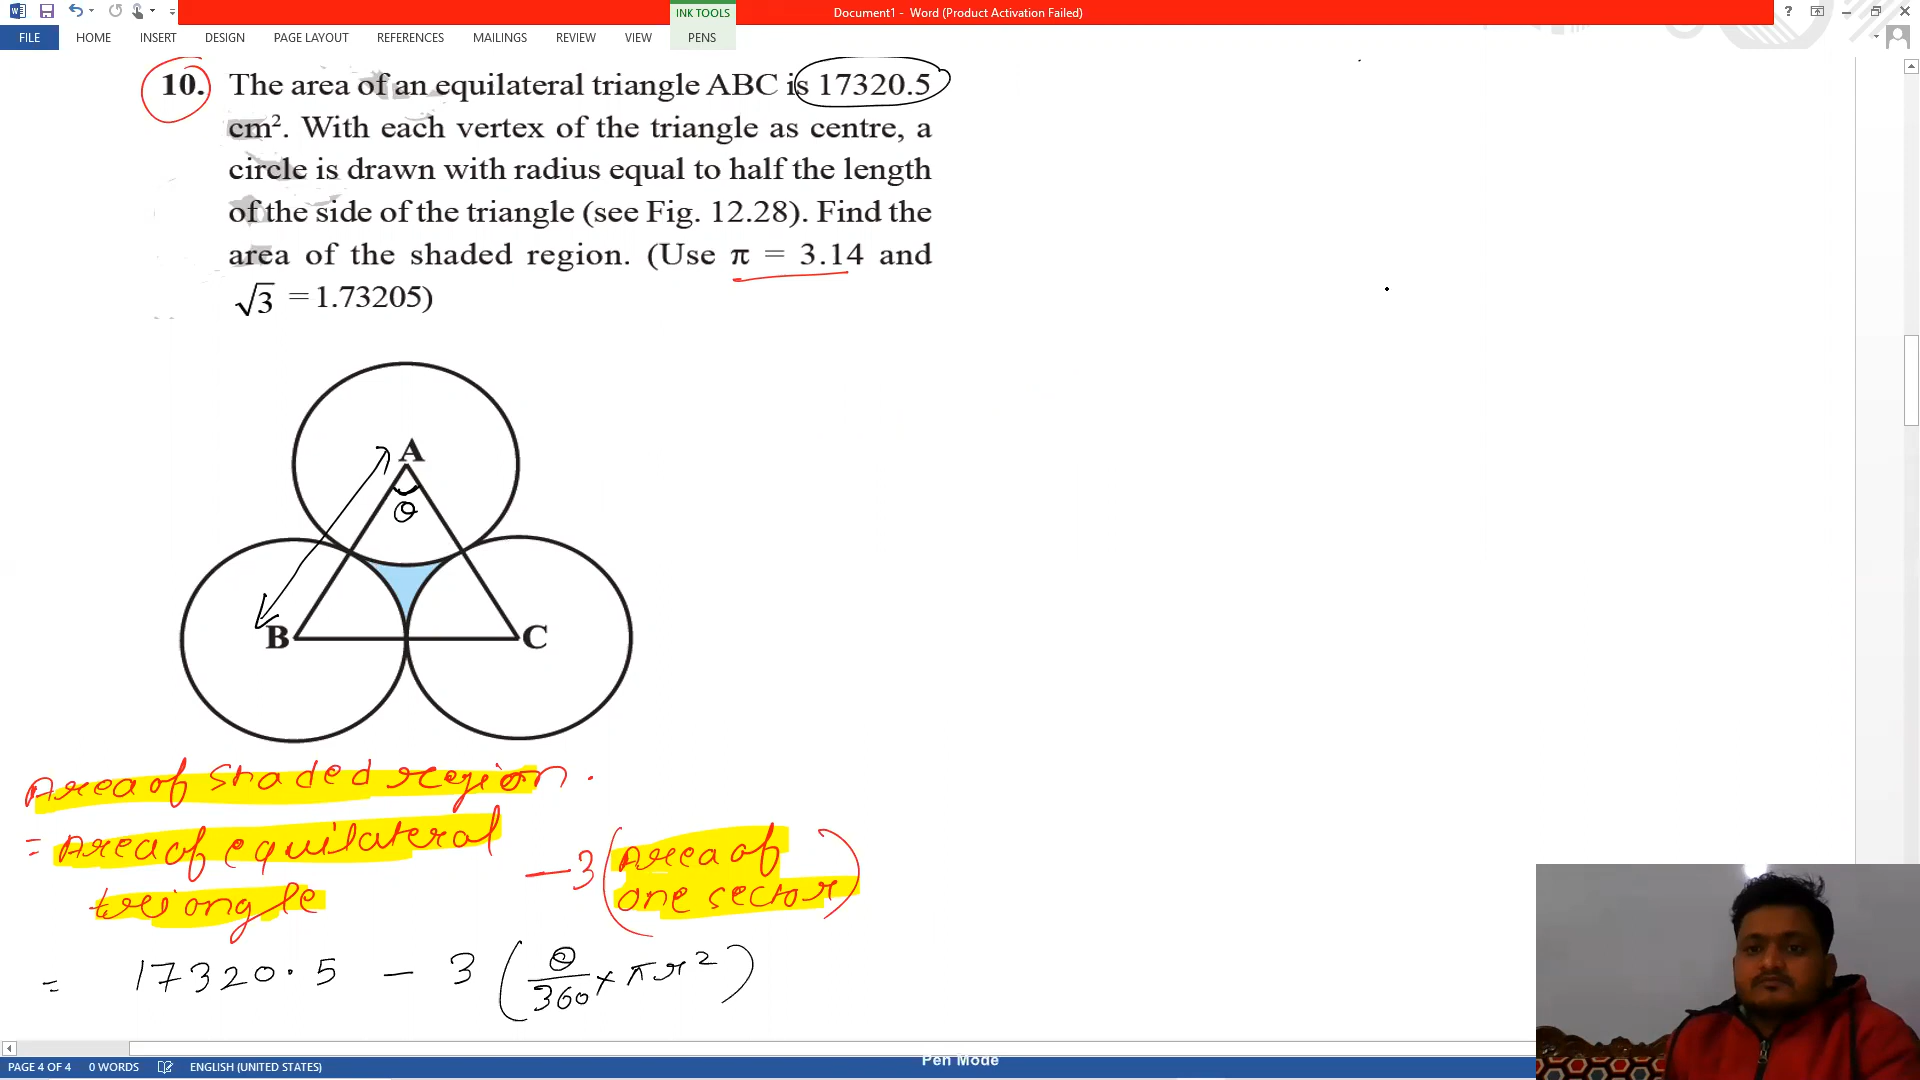 INK TOOLS
Document1 - Word (Product Activation Failed)
FILE HOME INSERT DESIGN PAGE LAYOUT REFERENCES MAILINGS REVIEW VIEW PENS
10. The area of an equilateral triangle ABC is 17320.5
cm². With each vertex of the triangle as centre, a
circle is drawn with radius equal to half the length
of the side of the triangle (see Fig. 12.28). Find the
area of the shaded region. (Use π = 3.14 and
√3 = 1.73205)
A
θ
B
C
Area of Shaded region.
= Area of equilateral
triangle
— 3 (Area of
one sector)
= 17320.5 — 3 (θ/360 × πr²)
PAGE 4 OF 4 0 WORDS ENGLISH (UNITED STATES)
Pen Mode